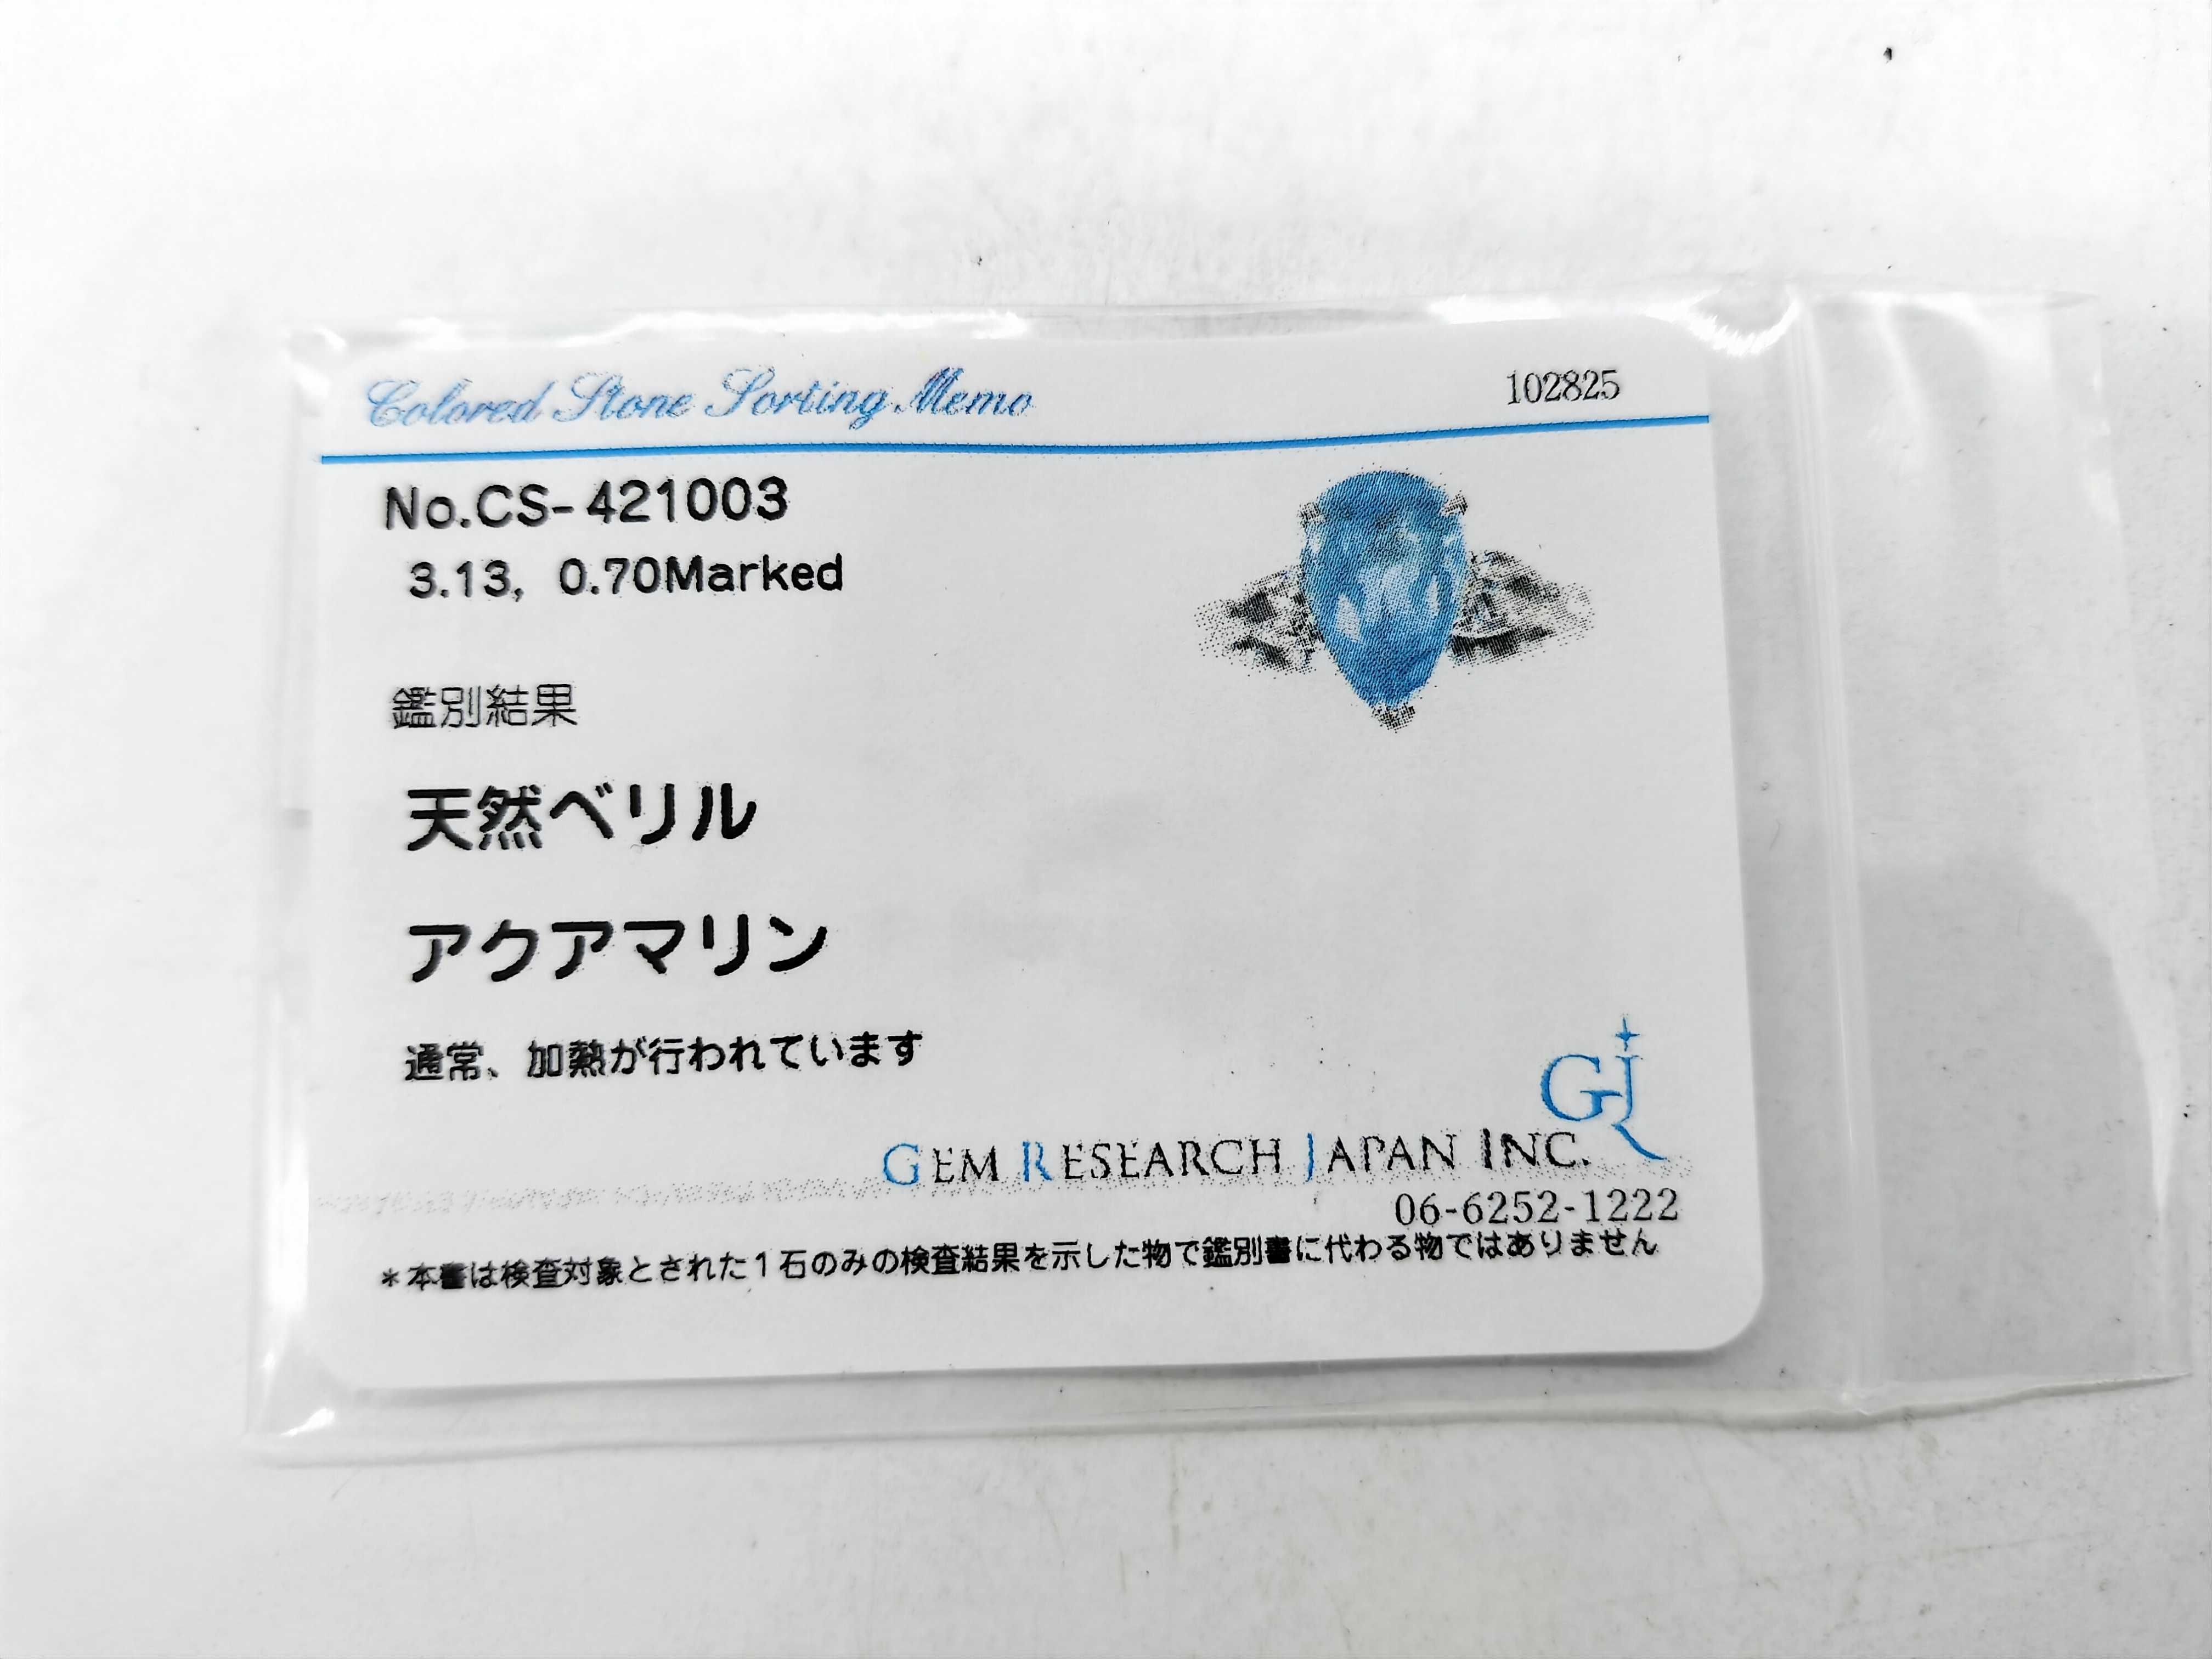 Colored Stone Sorting Memo
102825
No.CS-421003
3.13, 0.70Marked
鑑別結果
天然ベリル
アクアマリン
通常、加熱が行われています
GRJ
GEM RESEARCH JAPAN INC.
06-6252-1222
*本書は検査対象とされた1石のみの検査結果を示した物で鑑別書に代わる物ではありません